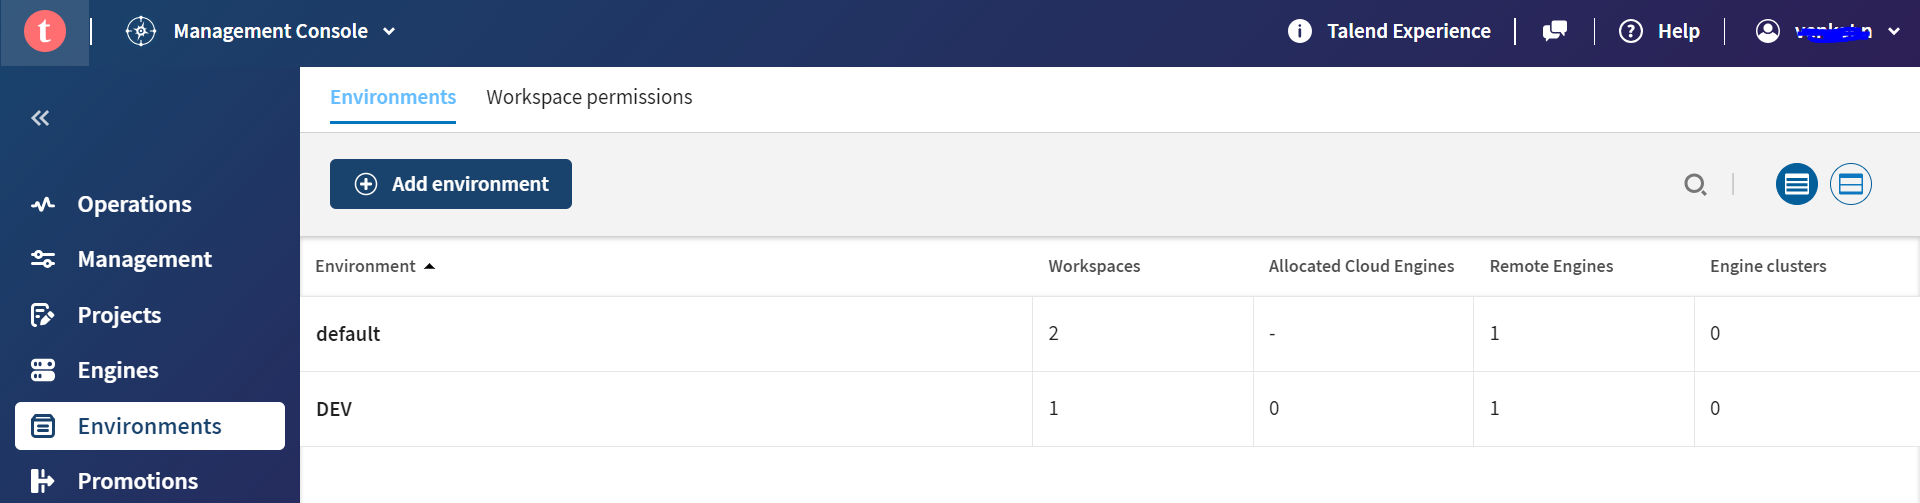 t Management Console Talend Experience Help
Environments Workspace permissions
Add environment
Operations
Management
Projects
Engines
Environments
Promotions
Environment Workspaces Allocated Cloud Engines Remote Engines Engine clusters
default 2 - 1 0
DEV 1 0 1 0